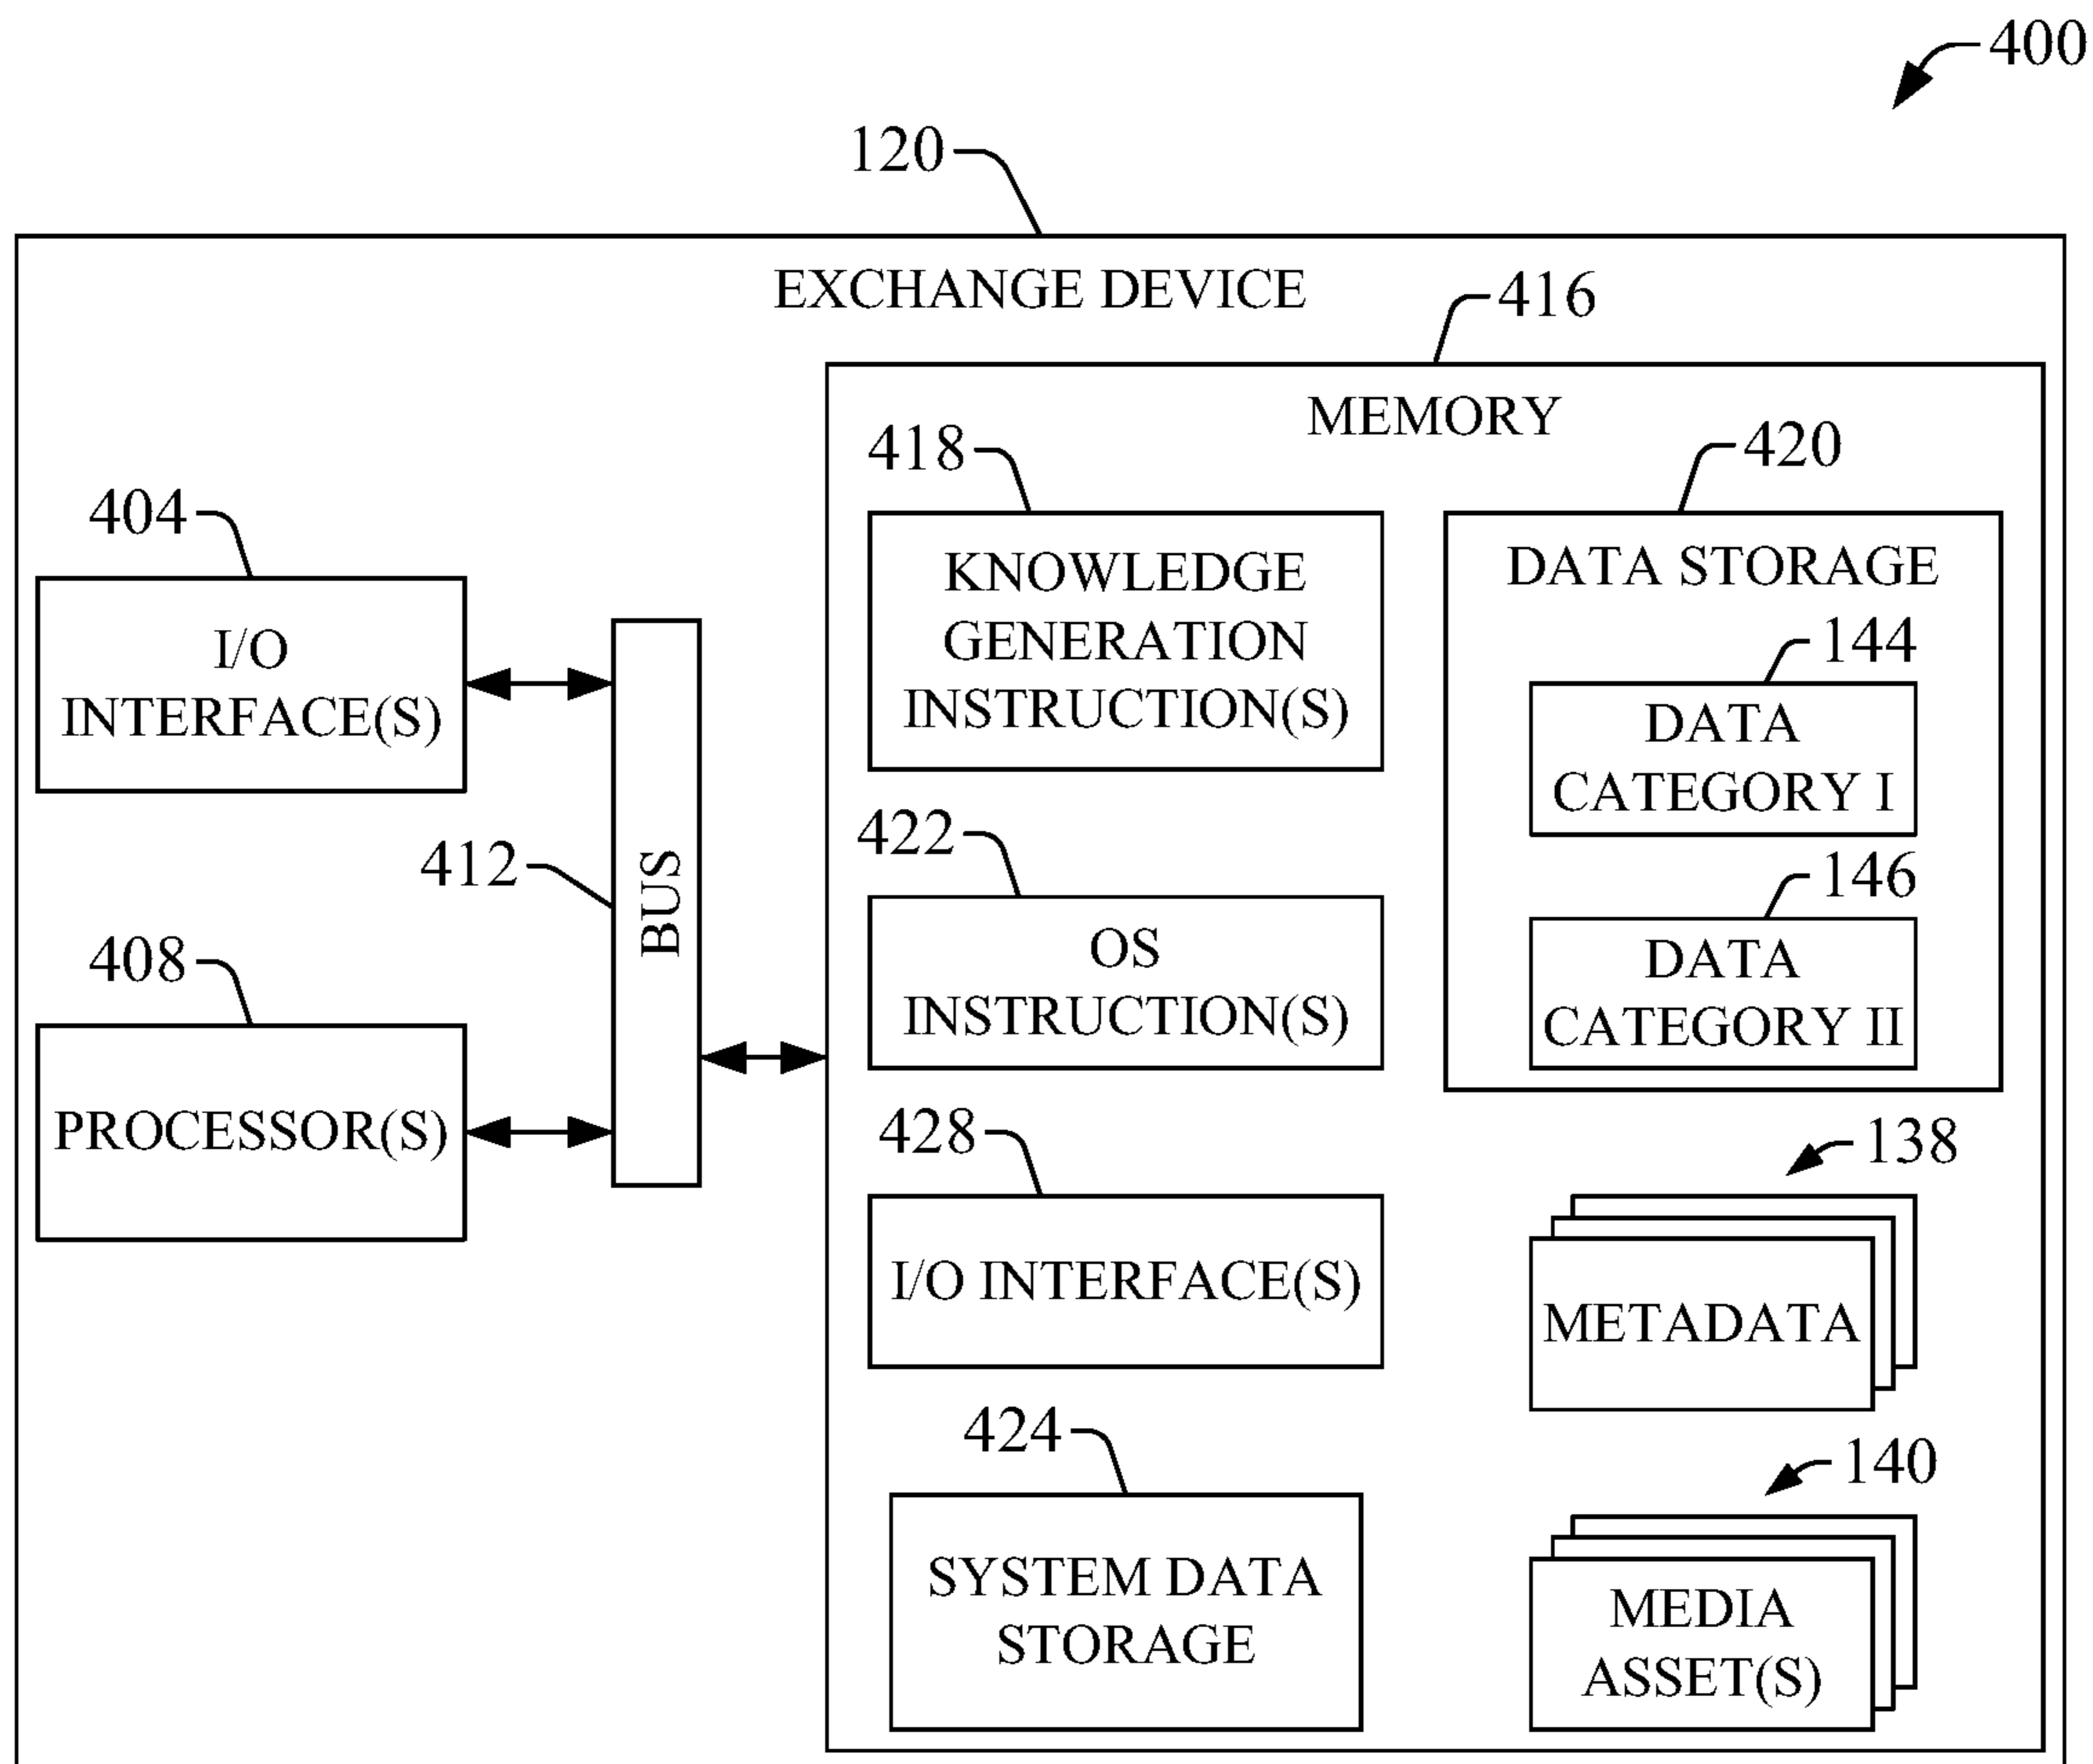 400
120
EXCHANGE DEVICE
416
MEMORY
418
420
404
KNOWLEDGE
GENERATION
INSTRUCTION(S)
DATA STORAGE
144
I/O
INTERFACE(S)
DATA
CATEGORY I
422
412
BUS
146
408
OS
INSTRUCTION(S)
DATA
CATEGORY II
PROCESSOR(S)
428
138
I/O INTERFACE(S)
METADATA
424
140
SYSTEM DATA
STORAGE
MEDIA
ASSET(S)